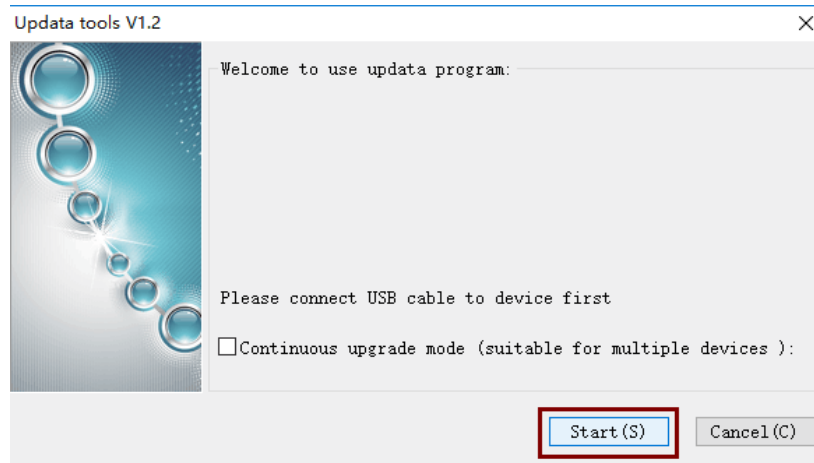 Updata tools V1.2
Welcome to use updata program:
Please connect USB cable to device first
Continuous upgrade mode (suitable for multiple devices ):
Start(S)
Cancel(C)